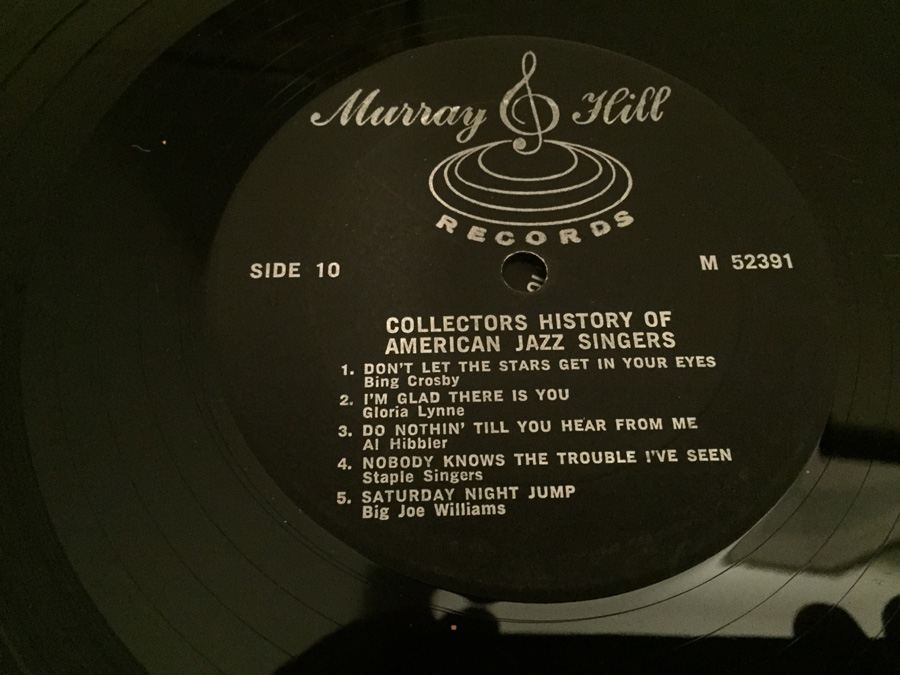 Murray Hill
RECORDS
SIDE 10
M 52391
COLLECTORS HISTORY OF
AMERICAN JAZZ SINGERS
1. DON'T LET THE STARS GET IN YOUR EYES
Bing Crosby
2. I'M GLAD THERE IS YOU
Gloria Lynne
3. DO NOTHIN' TILL YOU HEAR FROM ME
Al Hibbler
4. NOBODY KNOWS THE TROUBLE I'VE SEEN
Staple Singers
5. SATURDAY NIGHT JUMP
Big Joe Williams